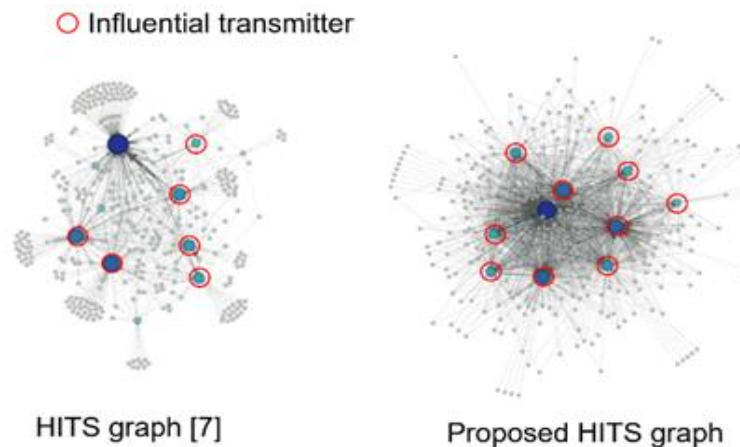 Influential transmitter
HITS graph [7]
Proposed HITS graph